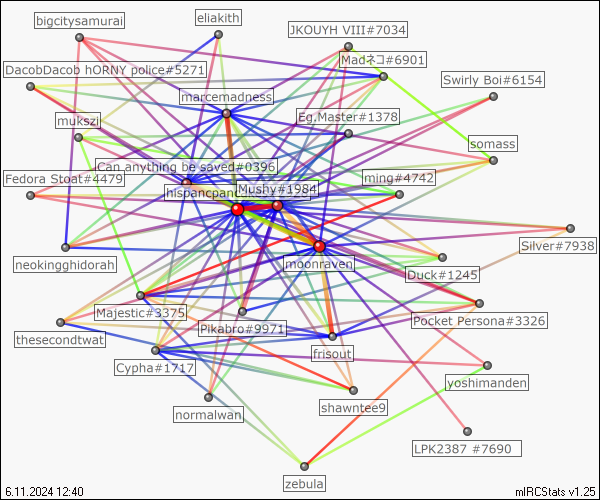 bigcitysamurai
eliakith
JKOUYH VIII#7034
Madネコ#6901
DacobDacob hORNY police#5271
Swirly Boi#6154
marcemadness
Eg.Master#1378
mukszi
somass
Can anything be saved#0396
Fedora Stoat#4479
ming#4742
hispancpanc
Mushy#1984
Silver#7938
moonraven
neokingghidorah
Duck#1245
Majestic#3375
Pocket Persona#3326
Pikabro#9971
thesecondtwat
frisout
Cypha#1717
yoshimanden
shawntee9
normalwan
LPK2387 #7690
zebula
6.11.2024 12:40
mIRCStats v1.25